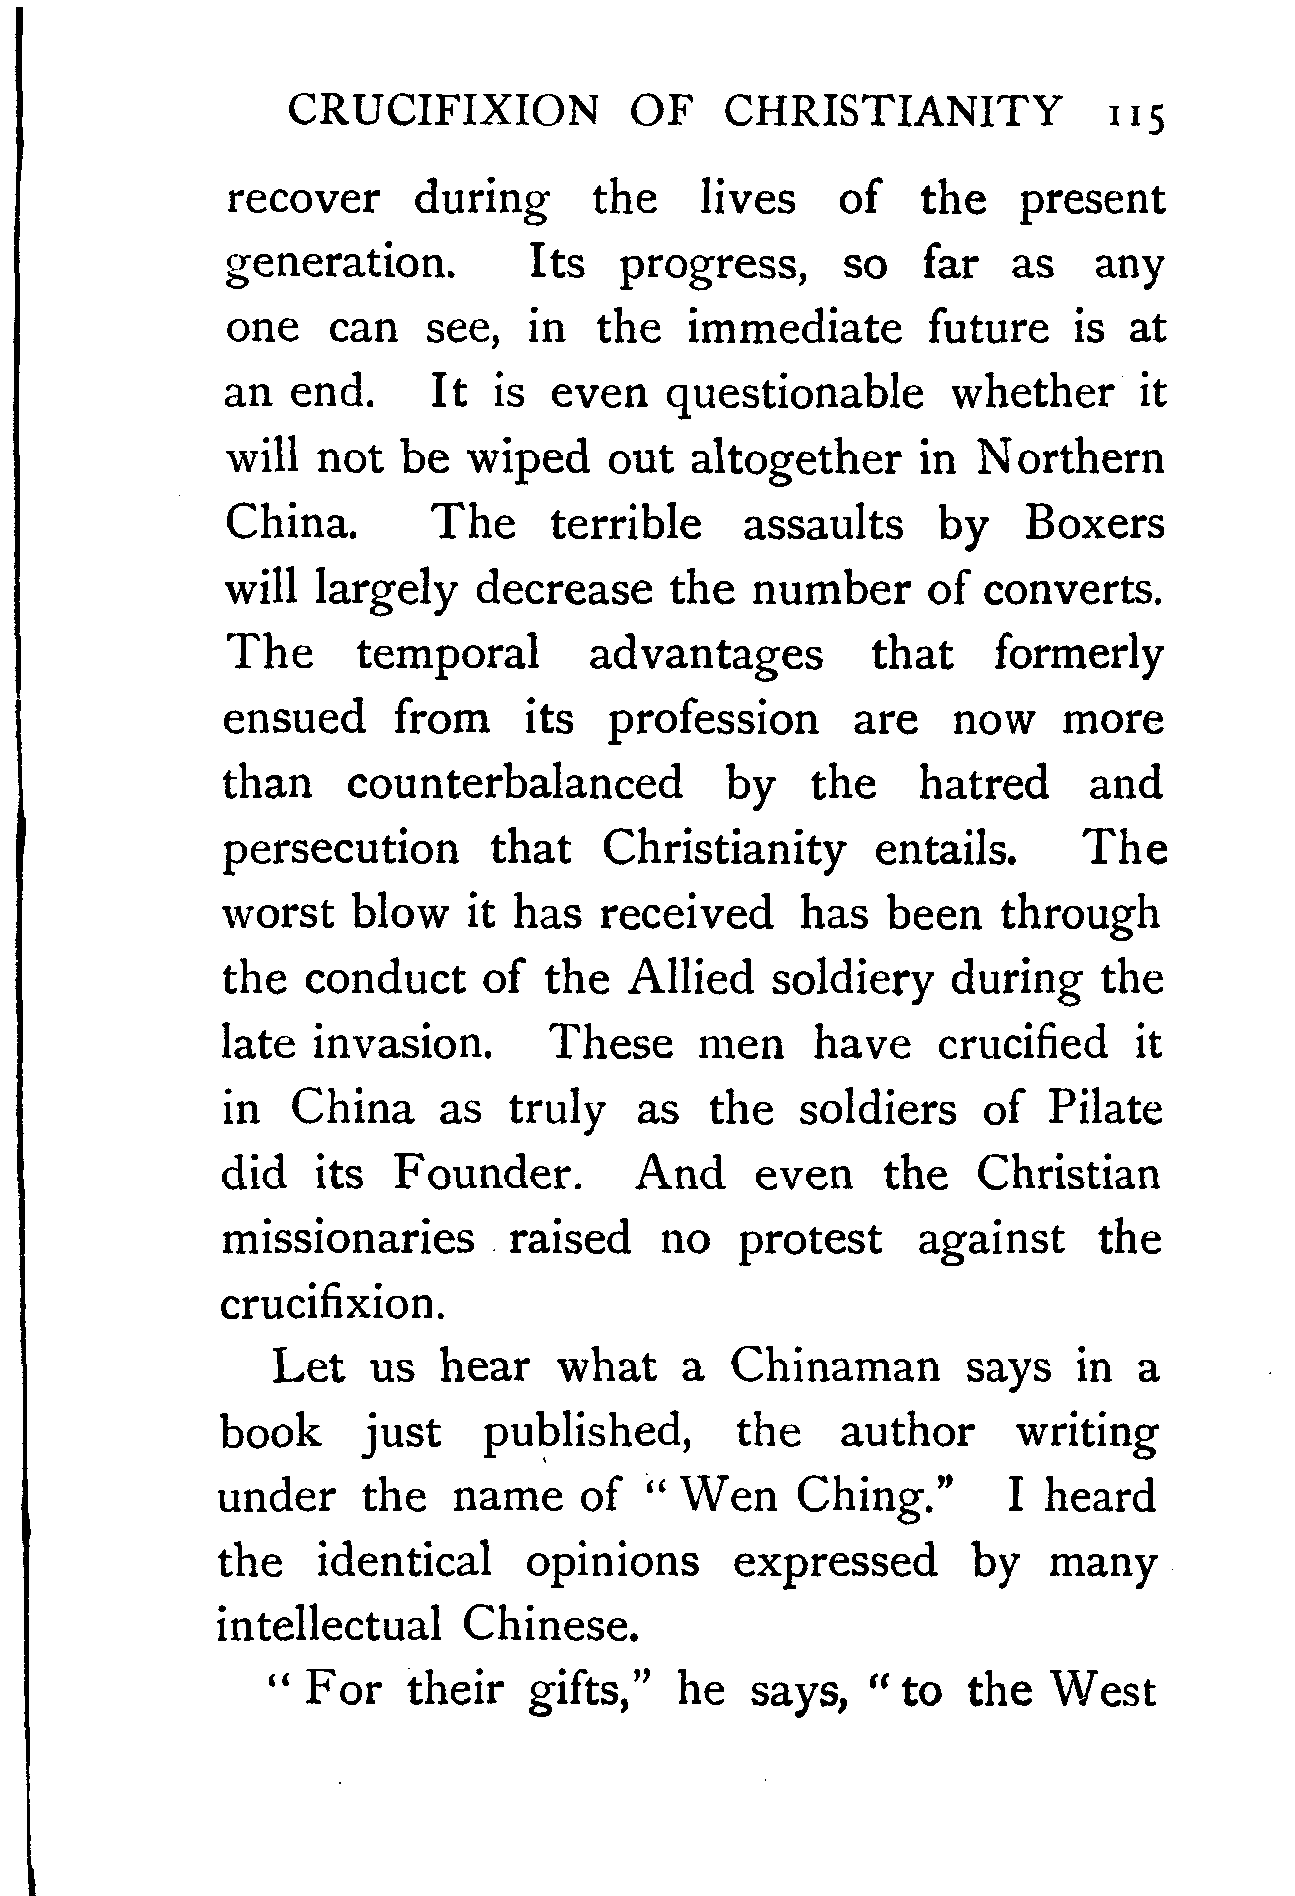 CRUCIFIXION OF CHRISTIANITY 115
recover during the lives of the present
generation. Its progress, so far as any
one can see, in the immediate future is at
an end. It is even questionable whether it
will not be wiped out altogether in Northern
China. The terrible assaults by Boxers
will largely decrease the number of converts.
The temporal advantages that formerly
ensued from its profession are now more
than counterbalanced by the hatred and
persecution that Christianity entails. The
worst blow it has received has been through
the conduct of the Allied soldiery during the
late invasion. These men have crucified it
in China as truly as the soldiers of Pilate
did its Founder. And even the Christian
missionaries raised no protest against the
crucifixion.
Let us hear what a Chinaman says in a
book just published, the author writing
under the name of “ Wen Ching.” I heard
the identical opinions expressed by many
intellectual Chinese.
“ For their gifts,” he says, “ to the West